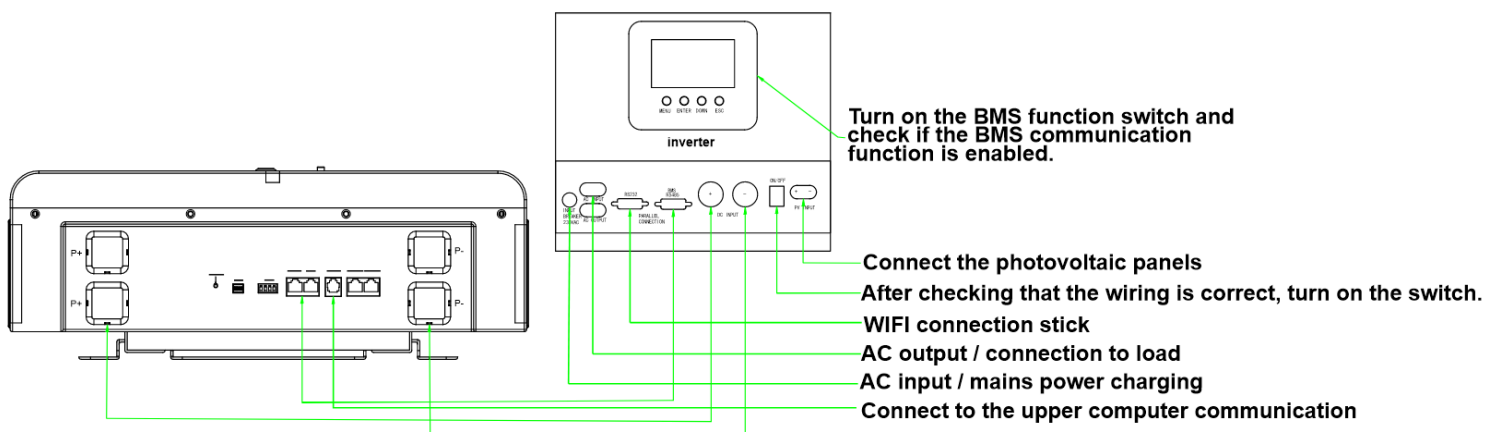 MENU ENTER DOWN ESC
inverter
Turn on the BMS function switch and
check if the BMS communication
function is enabled.
ON/OFF
RS232
BMS
RS485
AC INPUT
+
-
+ -
INPUT
BREAKER
230VAC
AC OUTPUT
PARALLEL
CONNECTION
DC INPUT
PV INPUT
P+
P-
P+
P-
Connect the photovoltaic panels
After checking that the wiring is correct, turn on the switch.
WIFI connection stick
AC output / connection to load
AC input / mains power charging
Connect to the upper computer communication